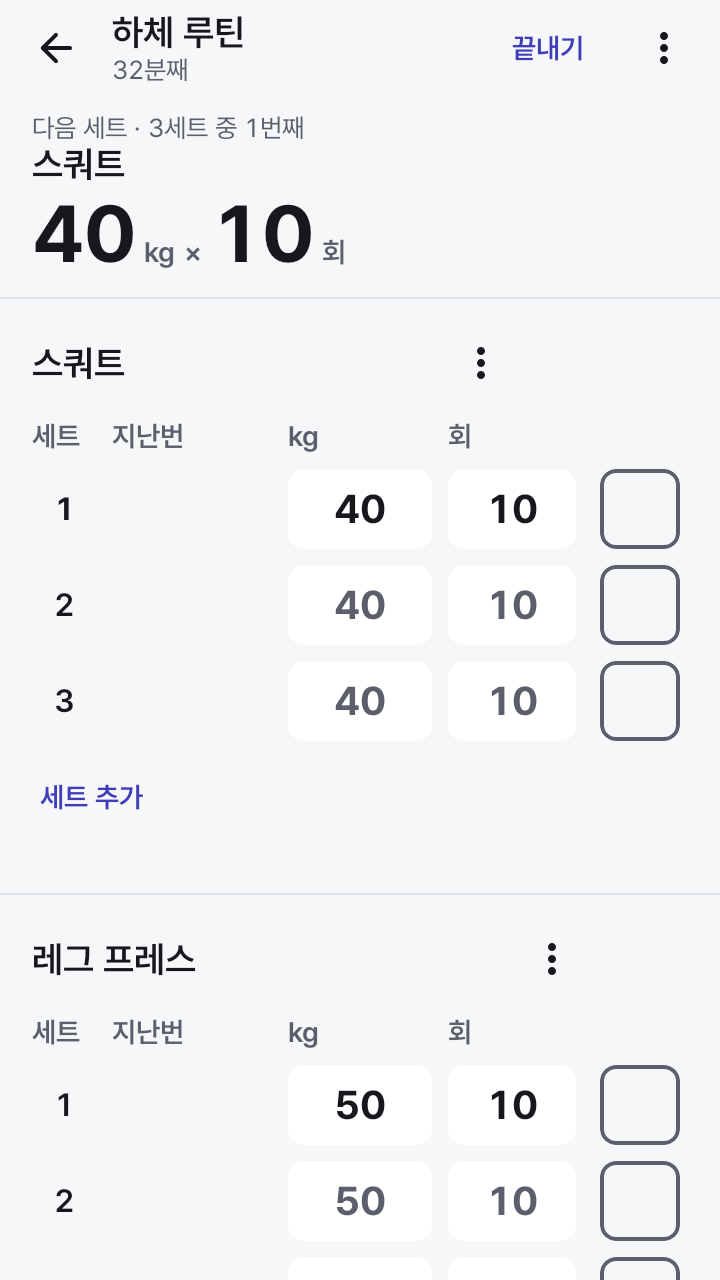 하체 루틴
32분째
끝내기
다음 세트 · 3세트 중 1번째
스쿼트
40 kg × 10 회
스쿼트
세트 지난번 kg 회
1 40 10
2 40 10
3 40 10
세트 추가
레그 프레스
세트 지난번 kg 회
1 50 10
2 50 10